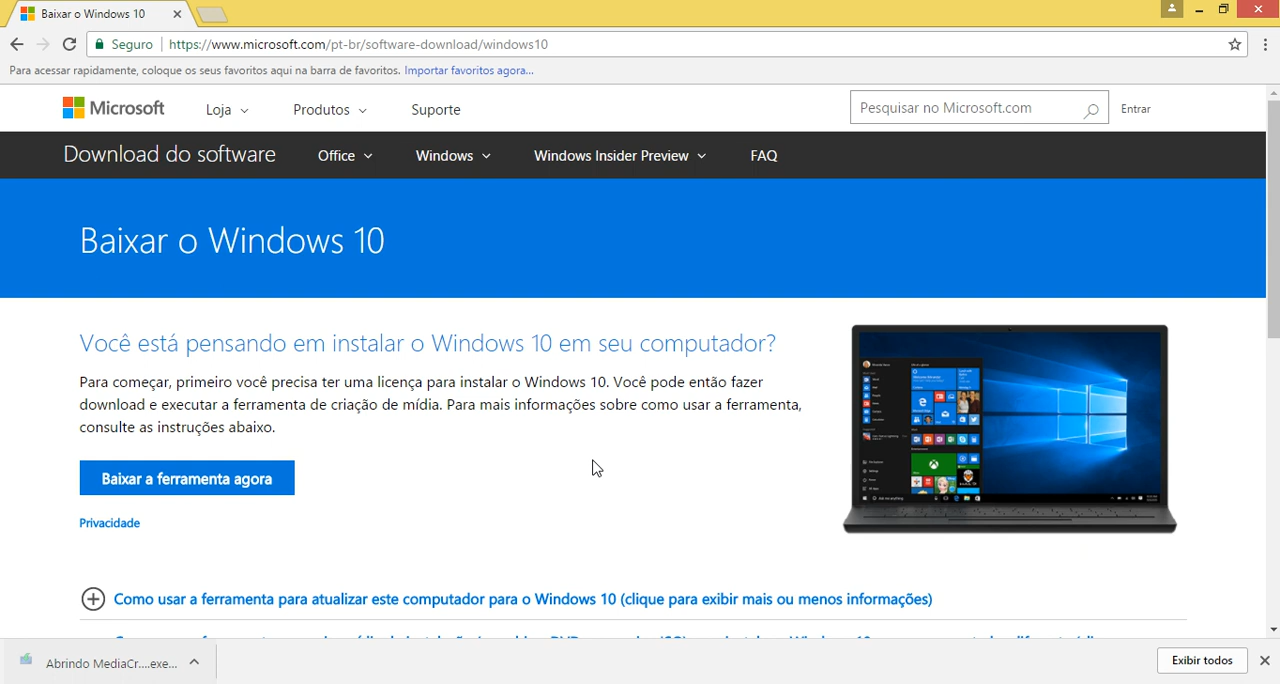 Baixar o Windows 10
Seguro
https://www.microsoft.com/pt-br/software-download/windows10
Para acessar rapidamente, coloque os seus favoritos aqui na barra de favoritos. Importar favoritos agora...
Microsoft
Loja
Produtos
Suporte
Pesquisar no Microsoft.com
Entrar
Download do software
Office
Windows
Windows Insider Preview
FAQ
Baixar o Windows 10
Você está pensando em instalar o Windows 10 em seu computador?
Para começar, primeiro você precisa ter uma licença para instalar o Windows 10. Você pode então fazer
download e executar a ferramenta de criação de mídia. Para mais informações sobre como usar a ferramenta,
consulte as instruções abaixo.
Baixar a ferramenta agora
Privacidade
Como usar a ferramenta para atualizar este computador para o Windows 10 (clique para exibir mais ou menos informações)
Abrindo MediaCr....exe...
Exibir todos